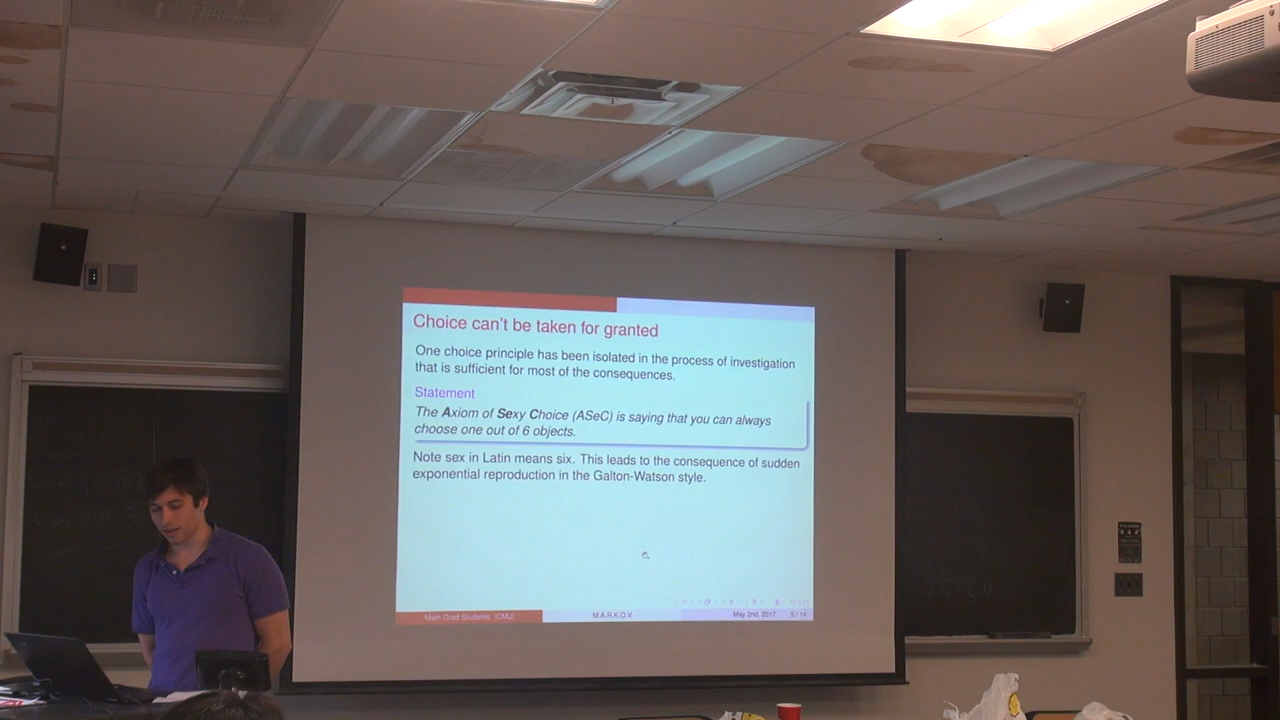 Choice can't be taken for granted
One choice principle has been isolated in the process of investigation
that is sufficient for most of the consequences.
Statement
The Axiom of Sexy Choice (ASeC) is saying that you can always
choose one out of 6 objects.
Note sex in Latin means six. This leads to the consequence of sudden
exponential reproduction in the Galton-Watson style.
Math Grad Students (CMU) M.A.R.K.O.V. May 2nd, 2017 5 / 14